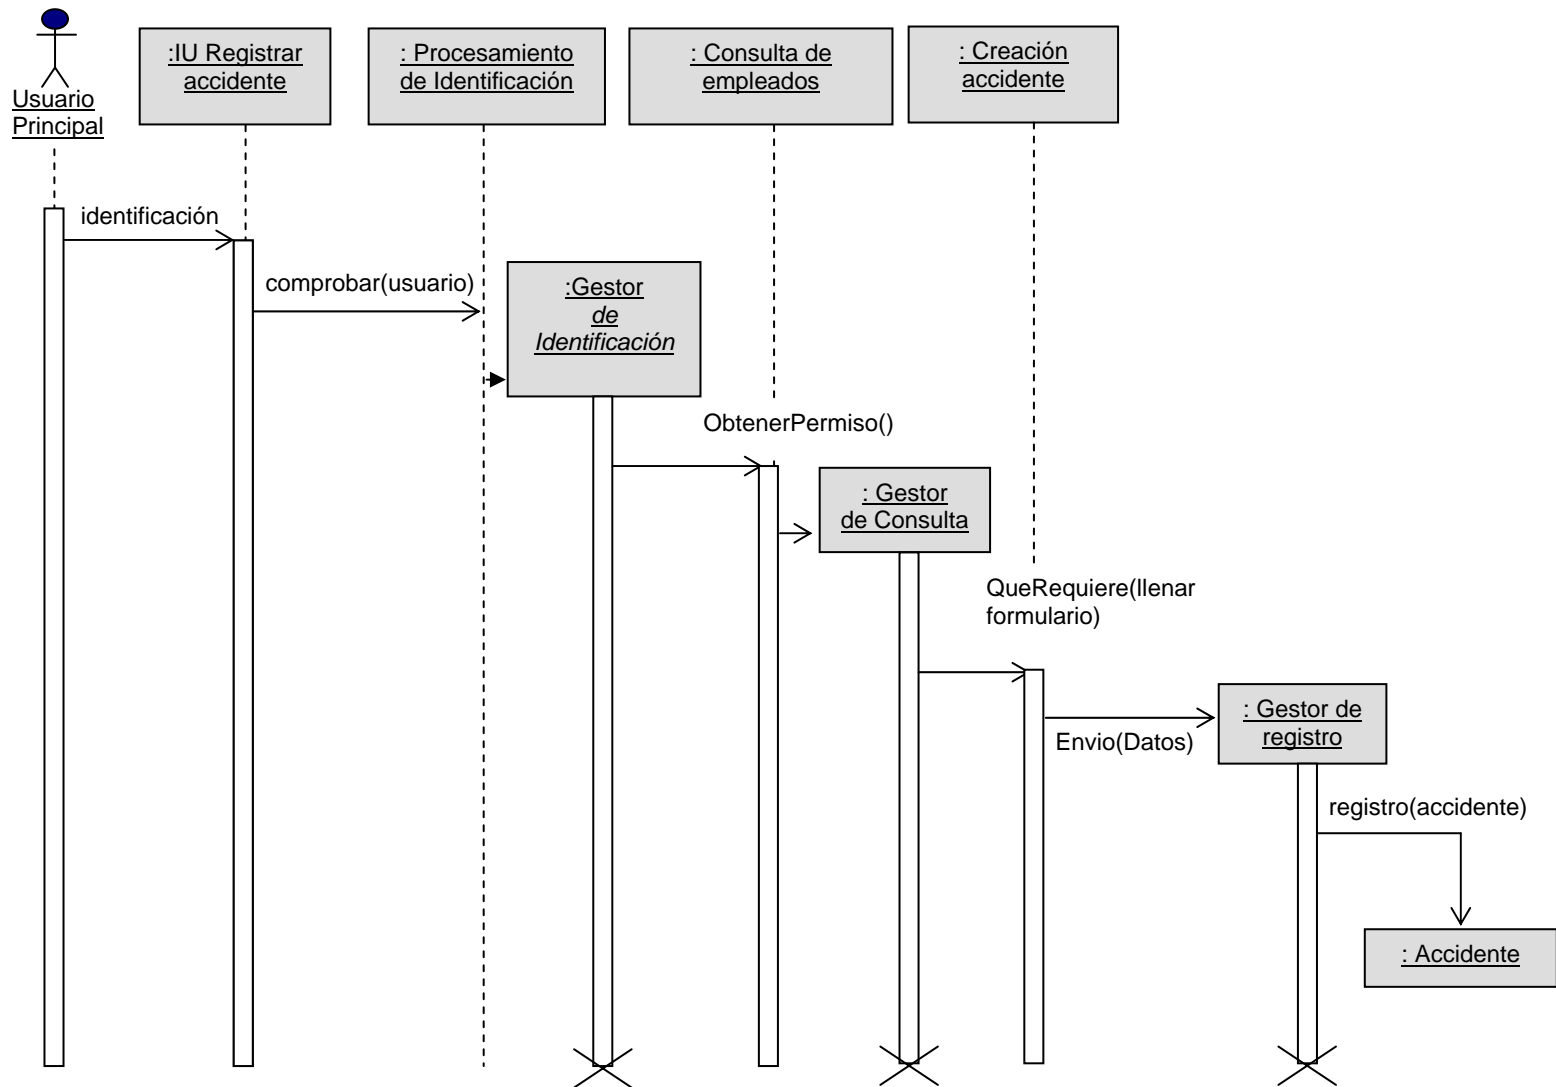 Usuario
Principal
:IU Registrar
accidente
: Procesamiento
de Identificación
: Consulta de
empleados
: Creación
accidente
identificación
comprobar(usuario)
:Gestor
de
Identificación
ObtenerPermiso()
: Gestor
de Consulta
QueRequiere(llenar
formulario)
Envio(Datos)
: Gestor de
registro
registro(accidente)
: Accidente